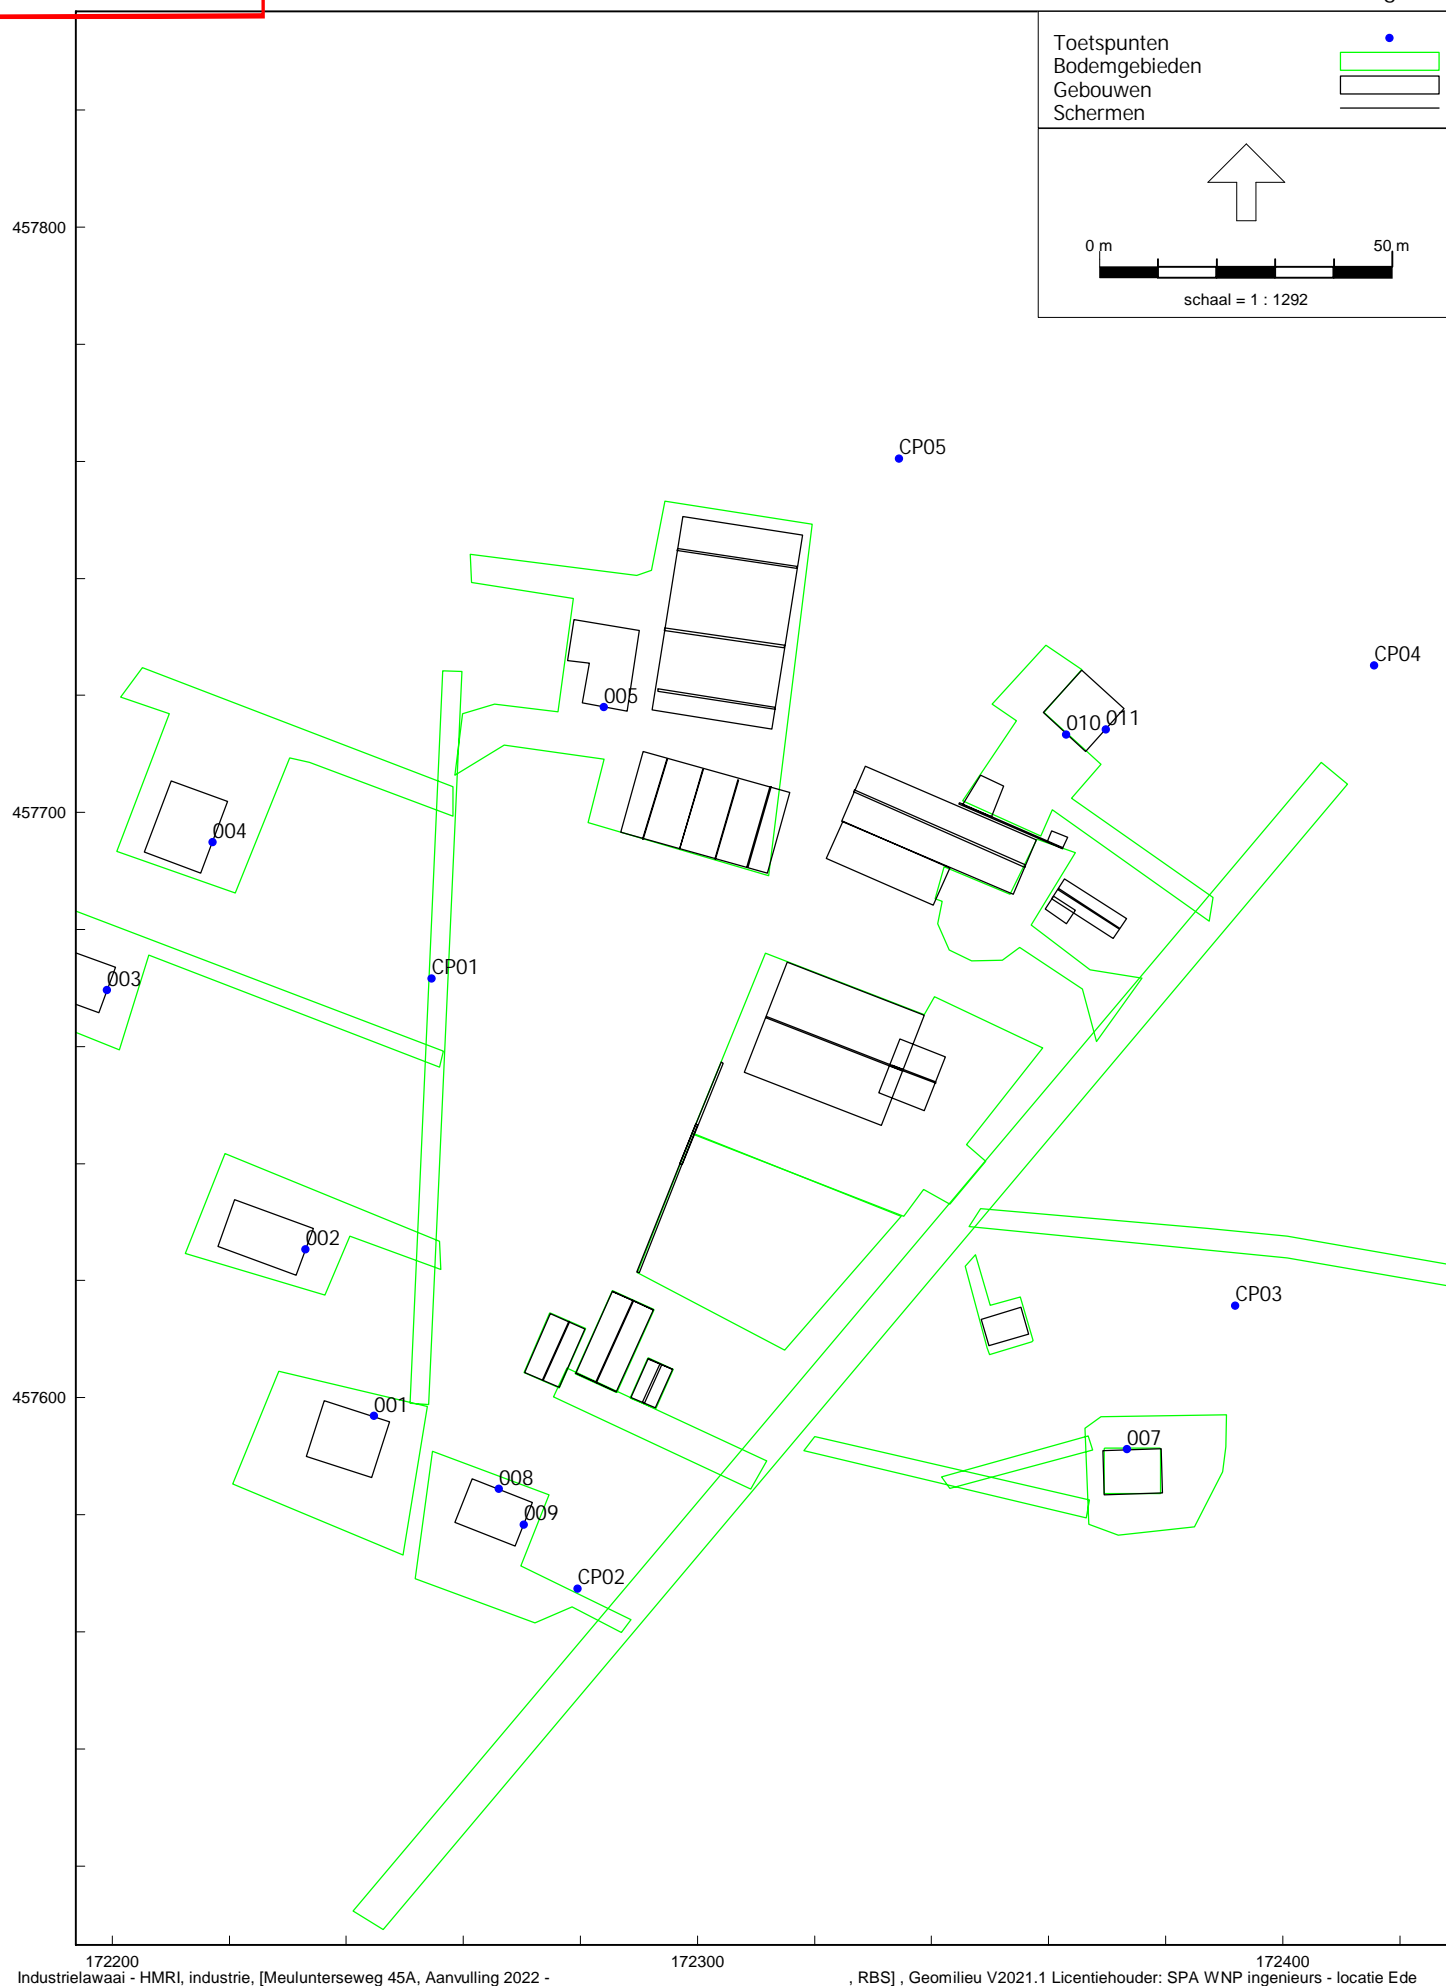 Toetspunten
Bodemgebieden
Gebouwen
Schermen
0 m 50 m
schaal = 1 : 1292
457800
CP05
CP04
005
010 011
457700
004
003
CP01
002
CP03
457600
001
007
008
009
CP02
172200 172300 172400
Industrielawaai - HMRI, industrie, [Meulunterseweg 45A, Aanvulling 2022 - , RBS] , Geomilieu V2021.1 Licentiehouder: SPA WNP ingenieurs - locatie Ede